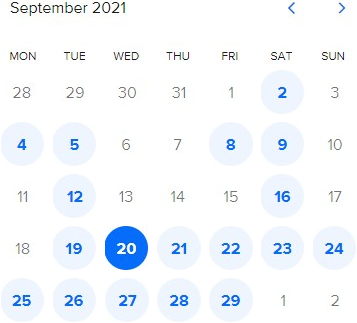 September 2021
MON TUE WED THU FRI SAT SUN
28 29 30 31 1 2 3
4 5 6 7 8 9 10
11 12 13 14 15 16 17
18 19 20 21 22 23 24
25 26 27 28 29 1 2